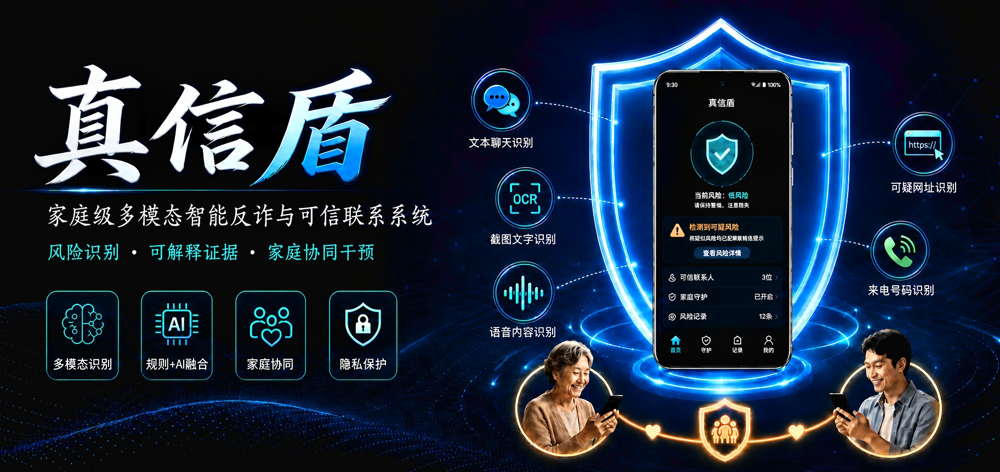 真信盾
家庭级多模态智能反诈与可信联系系统
风险识别 • 可解释证据 • 家庭协同干预
多模态识别
AI
规则+AI融合
家庭协同
隐私保护
文本聊天识别
OCR
截图文字识别
语音内容识别
9:30
100%
真信盾
当前风险：低风险
请保持警惕，注意
检测到可疑风险
查看风险详情
可信联系人 3位
家庭守护 已开启
风险记录 12条
首页
守护
记录
我的
https://
可疑网址识别
来电号码识别